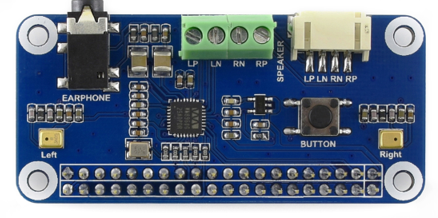 LP LN RN RP
SPEAKER
LP LN RN RP
EARPHONE
BUTTON
Left
Right